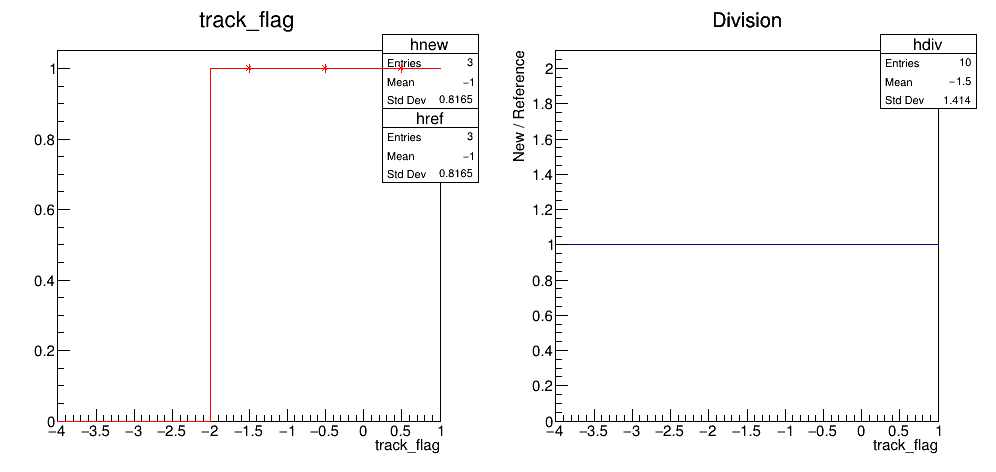 track_flag
hnew
Entries 3
Mean −1
Std Dev 0.8165
href
Entries 3
Mean −1
Std Dev 0.8165
1
0.8
0.6
0.4
0.2
0
−4 −3.5 −3 −2.5 −2 −1.5 −1 −0.5 0 0.5 1
track_flag
Division
hdiv
Entries 10
Mean −1.5
Std Dev 1.414
New / Reference
2
1.8
1.6
1.4
1.2
1
0.8
0.6
0.4
0.2
0
−4 −3.5 −3 −2.5 −2 −1.5 −1 −0.5 0 0.5 1
track_flag